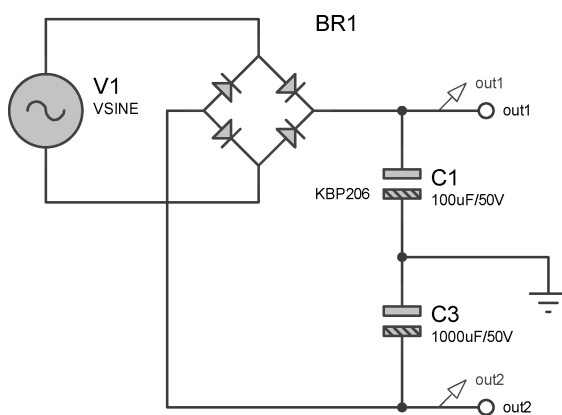 BR1
V1
VSINE
out1
out1
C1
KBP206
100uF/50V
C3
1000uF/50V
out2
out2